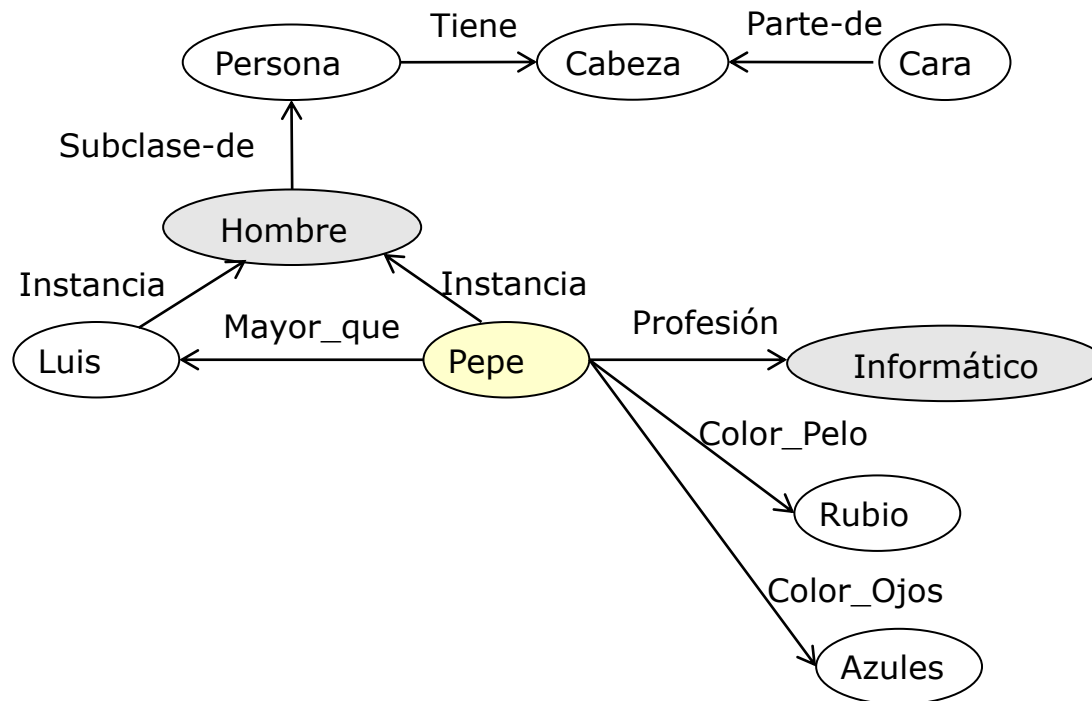 Tiene
Parte-de
Persona
Cabeza
Cara
Subclase-de
Hombre
Instancia
Instancia
Mayor_que
Profesión
Luis
Pepe
Informático
Color_Pelo
Rubio
Color_Ojos
Azules